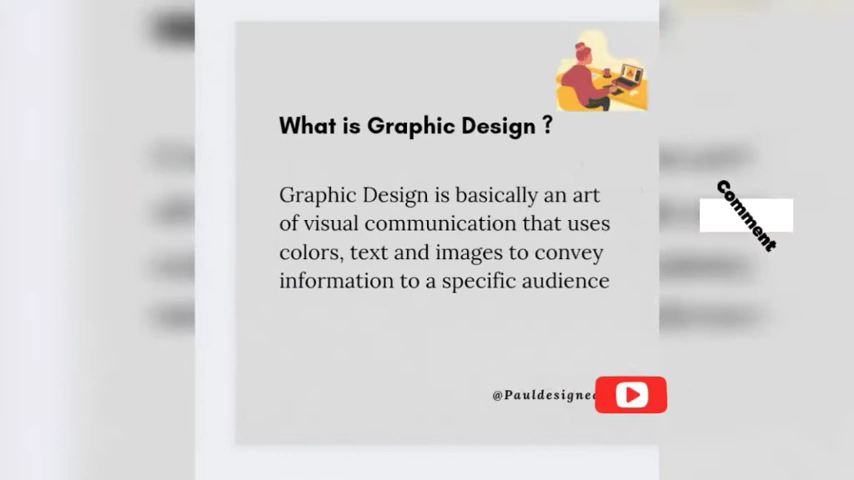 What is Graphic Design ?
Graphic Design is basically an art
of visual communication that uses
colors, text and images to convey
information to a specific audience
Comment